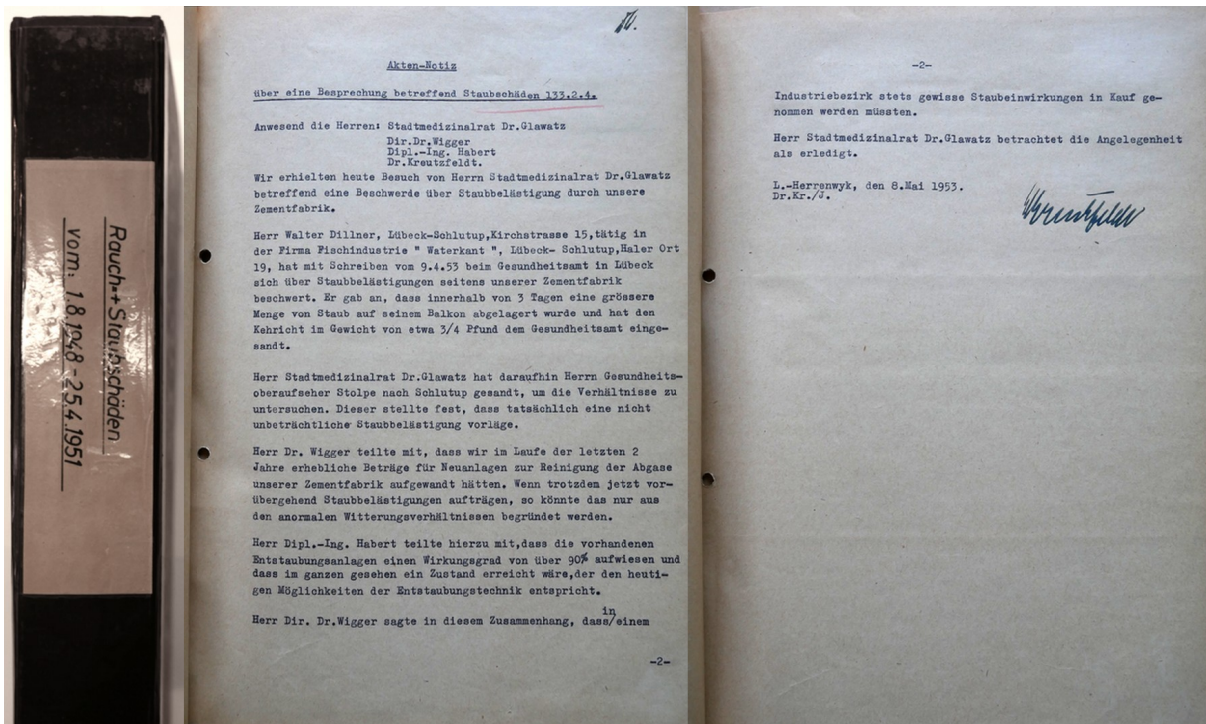 Rauch-+Staubschäden
vom: 1.8.1948-25.4.1951
Akten-Notiz
über eine Besprechung betreffend Staubschäden 133.2.4.
Anwesend die Herren: Stadtmedizinalrat Dr.Glawatz
Dir.Dr.Wigger
Dipl.-Ing. Habert
Dr.Kreutzfeldt.
Wir erhielten heute Besuch von Herrn Stadtmedizinalrat Dr.Glawatz
betreffend eine Beschwerde über Staubbelästigung durch unsere
Zementfabrik.
Herr Walter Dillner, Lübeck-Schlutup,Kirchstrasse 15,tätig in
der Firma Fischindustrie " Waterkant ", Lübeck- Schlutup,Haler Ort
19, hat mit Schreiben vom 9.4.53 beim Gesundheitsamt in Lübeck
sich über Staubbelästigungen seitens unserer Zementfabrik
beschwert. Er gab an, dass innerhalb von 3 Tagen eine grössere
Menge von Staub auf seinem Balkon abgelagert wurde und hat den
Kehricht im Gewicht von etwa 3/4 Pfund dem Gesundheitsamt einge-
sandt.
Herr Stadtmedizinalrat Dr.Glawatz hat daraufhin Herrn Gesundheits-
oberaufseher Stolpe nach Schlutup gesandt, um die Verhältnisse zu
untersuchen. Dieser stellte fest, dass tatsächlich eine nicht
unbeträchtliche Staubbelästigung vorläge.
Herr Dr. Wigger teilte mit, dass wir im Laufe der letzten 2
Jahre erhebliche Beträge für Neuanlagen zur Reinigung der Abgase
unserer Zementfabrik aufgewandt hätten. Wenn trotzdem jetzt vor-
übergehend Staubbelästigungen aufträgen, so könnte das nur aus
den anormalen Witterungsverhältnissen begründet werden.
Herr Dipl.-Ing. Habert teilte hierzu mit,dass die vorhandenen
Entstaubungsanlagen einen Wirkungsgrad von über 90% aufwiesen und
dass im ganzen gesehen ein Zustand erreicht wäre,der den heuti-
gen Möglichkeiten der Entstaubungstechnik entspricht.
Herr Dir. Dr.Wigger sagte in diesem Zusammenhang, dass/in einem
-2-
-2-
Industriebezirk stets gewisse Staubeinwirkungen in Kauf ge-
nommen werden müssten.
Herr Stadtmedizinalrat Dr.Glawatz betrachtet die Angelegenheit
als erledigt.
L.-Herrenwyk, den 8.Mai 1953.
Dr.Kr./J.
Kreutzfeldt